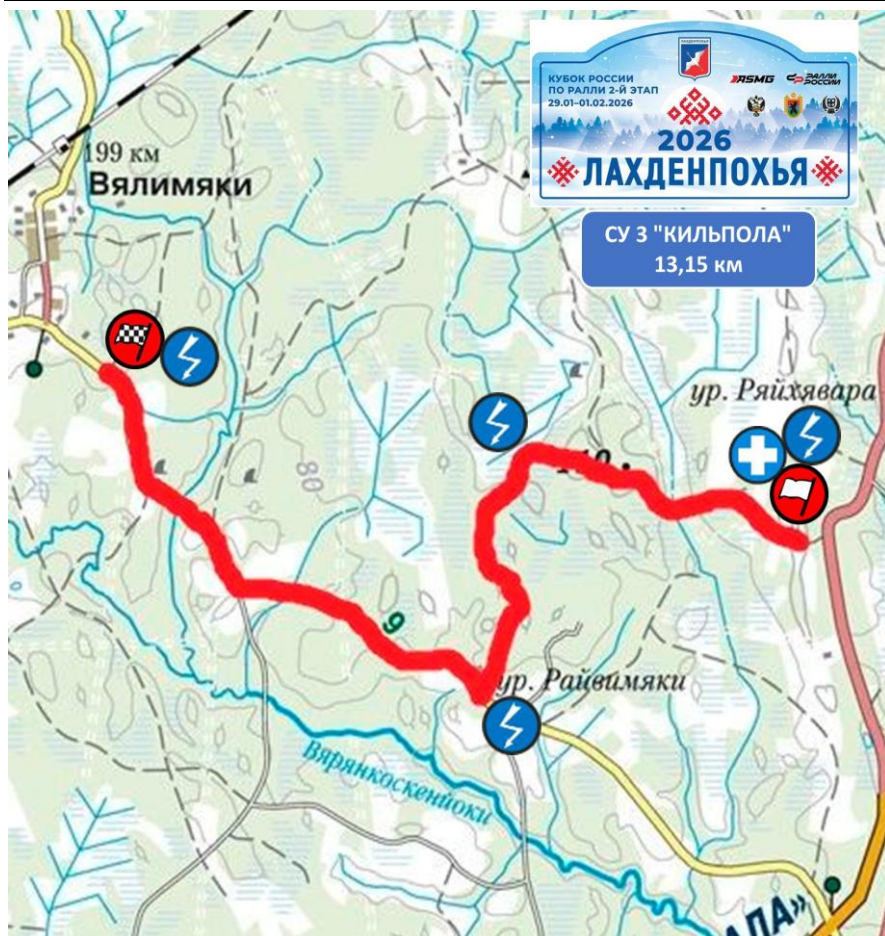 ЛАХДЕНПОХЬЯ
КУБОК РОССИИ
ПО РАЛЛИ 2-Й ЭТАП
29.01-01.02.2026
RSMG
РАЛЛИ РОССИИ
2026
ЛАХДЕНПОХЬЯ
СУ 3 "КИЛЬПОЛА"
13,15 км
199 км
Вялимяки
ур. Ряйхявара
80
9
ур. Райвимяки
Вярянкоскенйоки